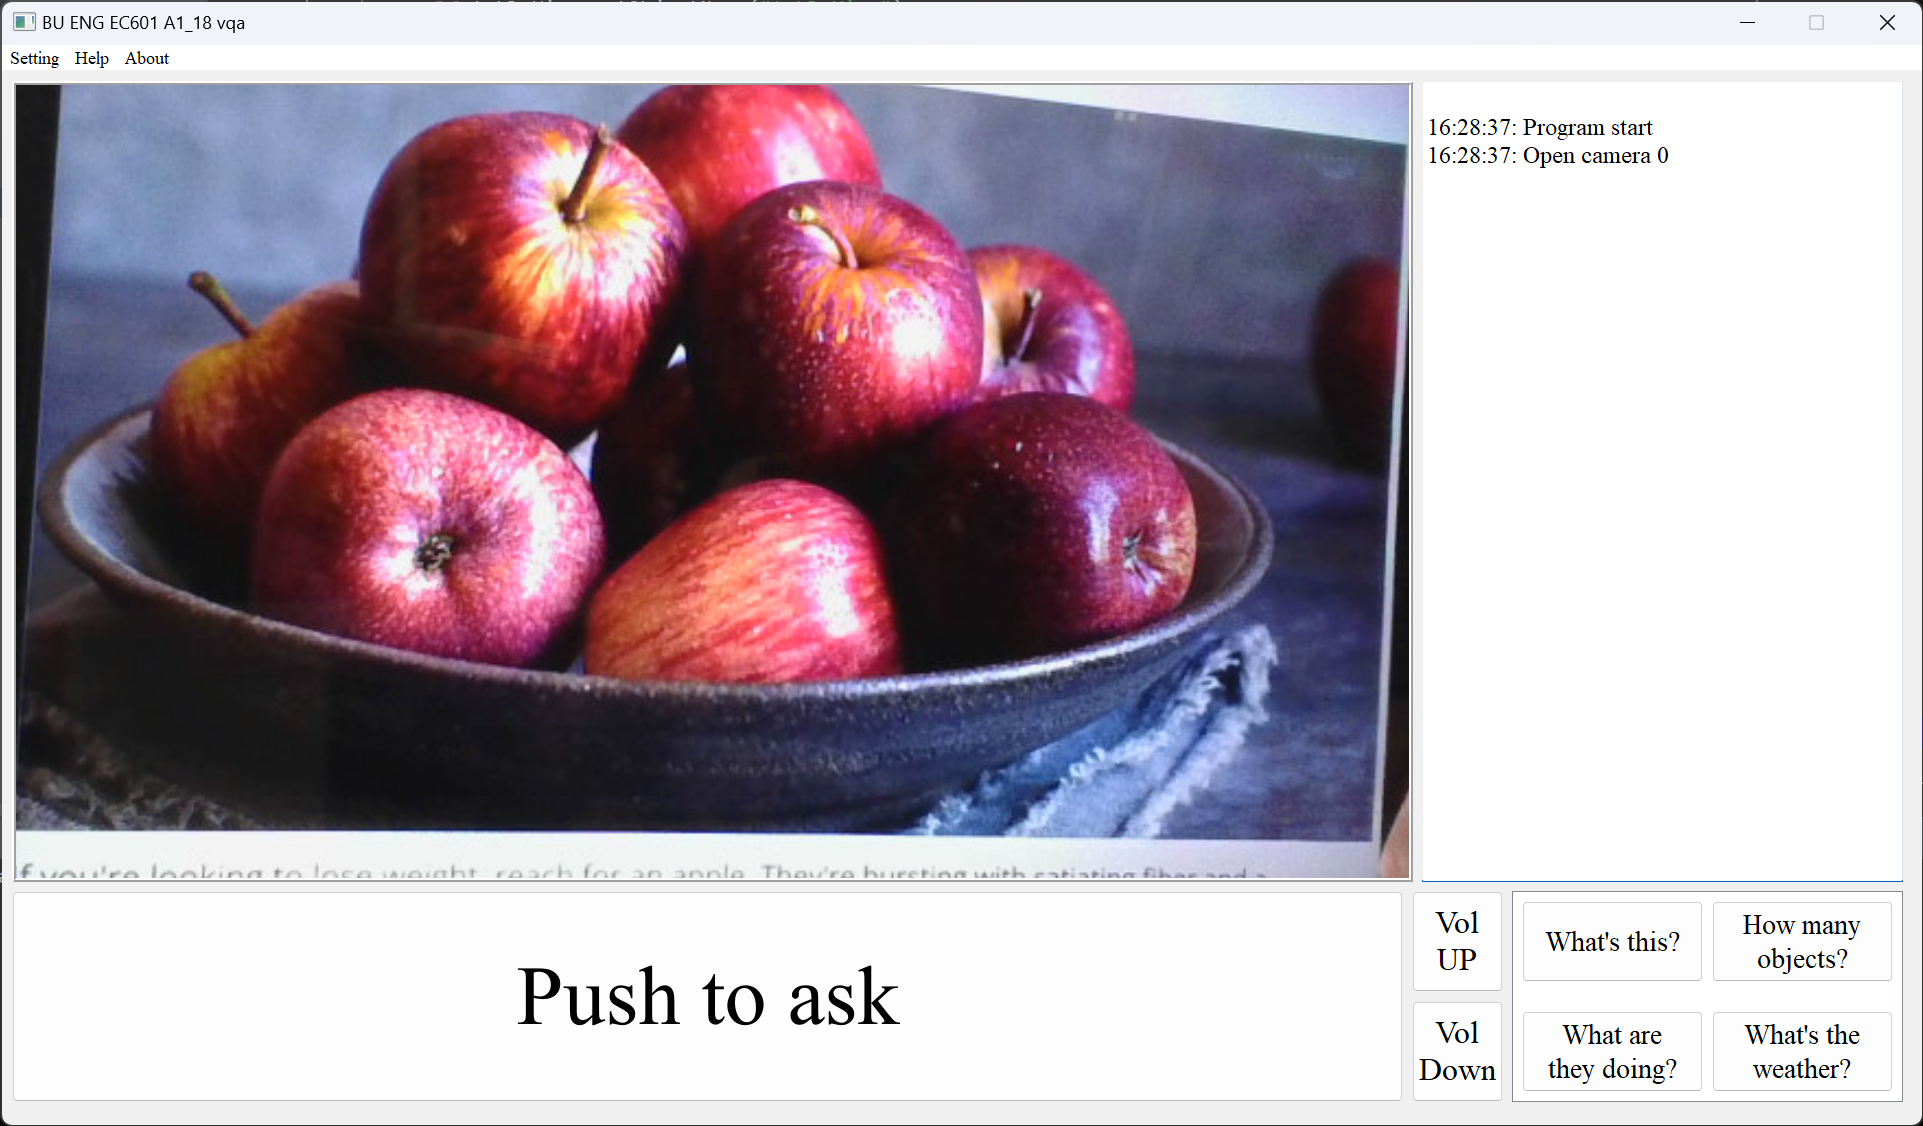 BU ENG EC601 A1_18 vqa
Setting Help About
16:28:37: Program start
16:28:37: Open camera 0
f you're looking to lose weight, reach for an apple. They're bursting with satiating fiber and a
Push to ask
Vol
UP
Vol
Down
What's this?
How many
objects?
What are
they doing?
What's the
weather?